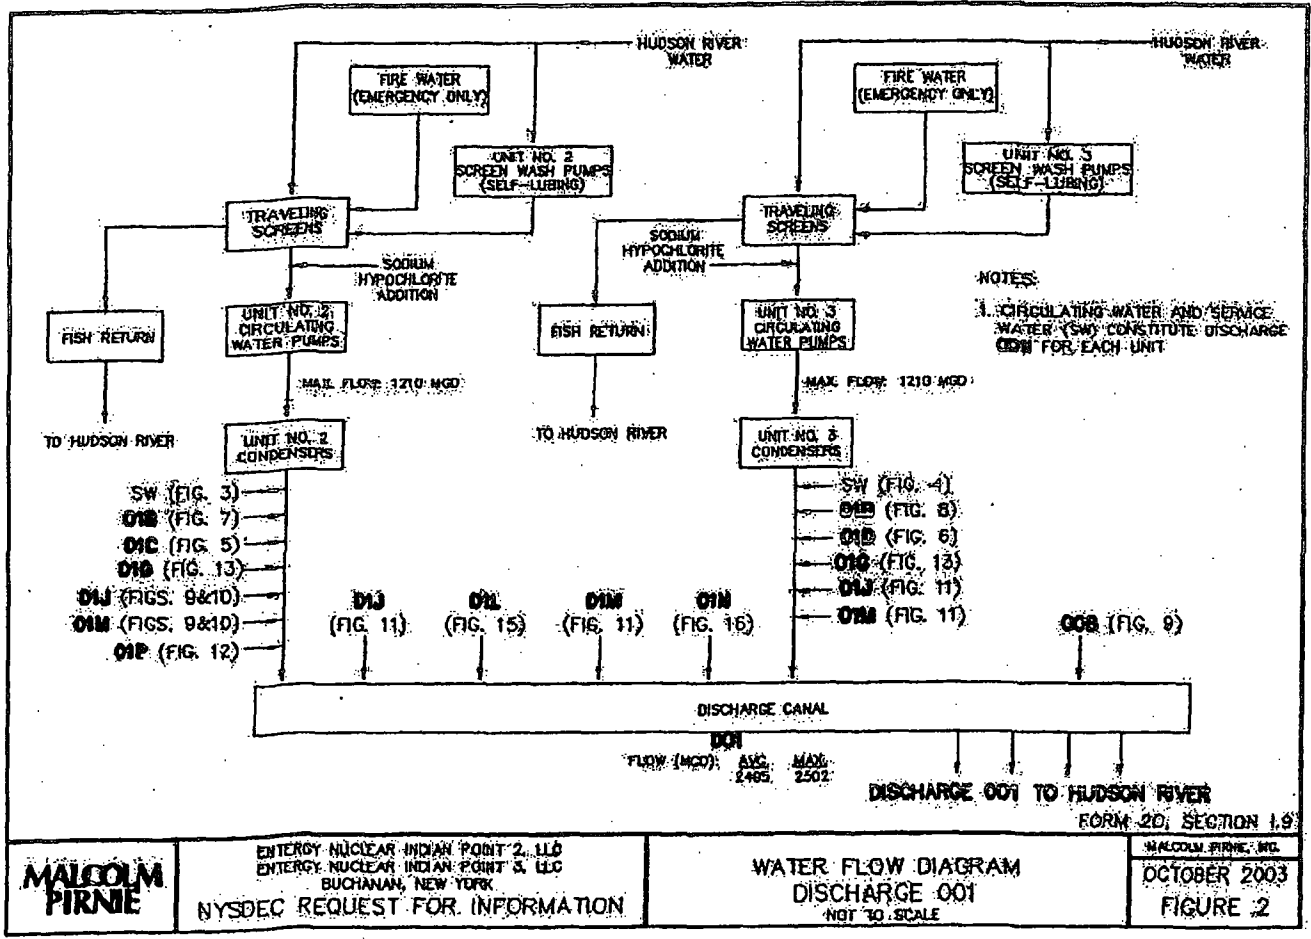 HUDSON RIVER
WATER
FIRE WATER
(EMERGENCY ONLY)
UNIT NO. 2
SCREEN WASH PUMPS
(SELF-LUBING)
TRAVELING
SCREENS
SODIUM
HYPOCHLORITE
ADDITION
UNIT NO. 2
CIRCULATING
WATER PUMPS
FISH RETURN
MAX. FLOW: 1210 MGD
TO HUDSON RIVER
UNIT NO. 2
CONDENSERS
SW (FIG. 3)
(FIG. 7)
01C (FIG. 5)
01G (FIG. 13)
01J (FIGS. 9&10)
01M (FIGS. 9&10)
01P (FIG. 12)
HUDSON RIVER
WATER
FIRE WATER
(EMERGENCY ONLY)
UNIT NO. 3
SCREEN WASH PUMPS
(SELF-LUBING)
TRAVELING
SCREENS
SODIUM
HYPOCHLORITE
ADDITION
UNIT NO. 3
CIRCULATING
WATER PUMPS
FISH RETURN
MAX. FLOW: 1210 MGD
TO HUDSON RIVER
UNIT NO. 3
CONDENSERS
SW (FIG. 4)
(FIG. 8)
01D (FIG. 6)
01G (FIG. 13)
01J (FIG. 11)
01M (FIG. 11)
NOTES:
1. CIRCULATING WATER AND SERVICE
WATER (SW) CONSTITUTE DISCHARGE
FOR EACH UNIT
01J
(FIG. 11)
01L
(FIG. 15)
01M
(FIG. 11)
01N
(FIG. 16)
(FIG. 9)
DISCHARGE CANAL
001
FLOW (MGD): AVG. MAX.
2485 2502
DISCHARGE 001 TO HUDSON RIVER
FORM 2C, SECTION 1.9
MALCOLM
PIRNIE
ENTERGY NUCLEAR INDIAN POINT 2, LLC
ENTERGY NUCLEAR INDIAN POINT 3, LLC
BUCHANAN, NEW YORK
NYSDEC REQUEST FOR INFORMATION
WATER FLOW DIAGRAM
DISCHARGE 001
NOT TO SCALE
MALCOLM PIRNIE, INC.
OCTOBER 2003
FIGURE 2